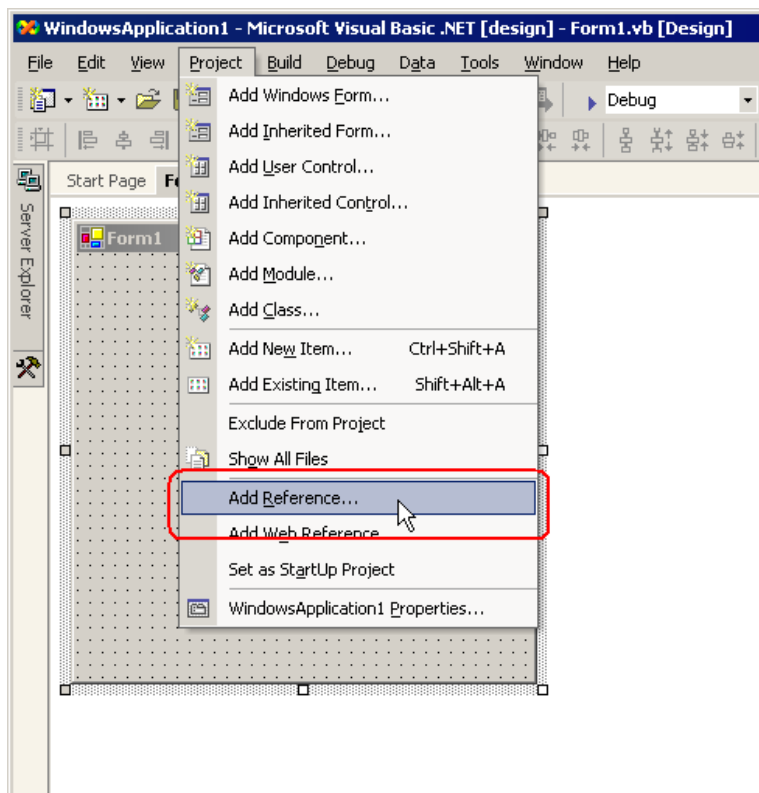 WindowsApplication1 - Microsoft Visual Basic .NET [design] - Form1.vb [Design]
File Edit View Project Build Debug Data Tools Window Help
Add Windows Form...
Debug
Add Inherited Form...
Add User Control...
Start Page
Add Inherited Control...
Server Explorer
Form1
Add Component...
Add Module...
Add Class...
Add New Item... Ctrl+Shift+A
Add Existing Item... Shift+Alt+A
Exclude From Project
Show All Files
Add Reference...
Add Web Reference
Set as StartUp Project
WindowsApplication1 Properties...